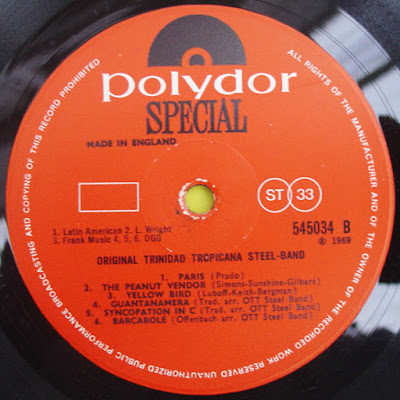 polydor
SPECIAL
MADE IN ENGLAND
ST 33
1. Latin American 2. L. Wright
3. Frank Music 4, 5, 6. DGG
545034 B
℗ 1969
ORIGINAL TRINIDAD TROPICANA STEEL-BAND
1. PARIS (Prado)
2. THE PEANUT VENDOR (Simons-Sunshine-Gilbers)
3. YELLOW BIRD (Luboff-Keith-Bergman)
4. GUANTANAMERA (Trad. arr. OTT Steel Band)
5. SYNCOPATION IN C (Trad. arr. OTT Steel Band)
6. BARCAROLE (Offenbach arr. OTT Steel Band)
ALL RIGHTS OF THE MANUFACTURER AND OF THE OWNER OF THE RECORDED WORK RESERVED UNAUTHORIZED PUBLIC PERFORMANCE BROADCASTING AND COPYING OF THIS RECORD PROHIBITED